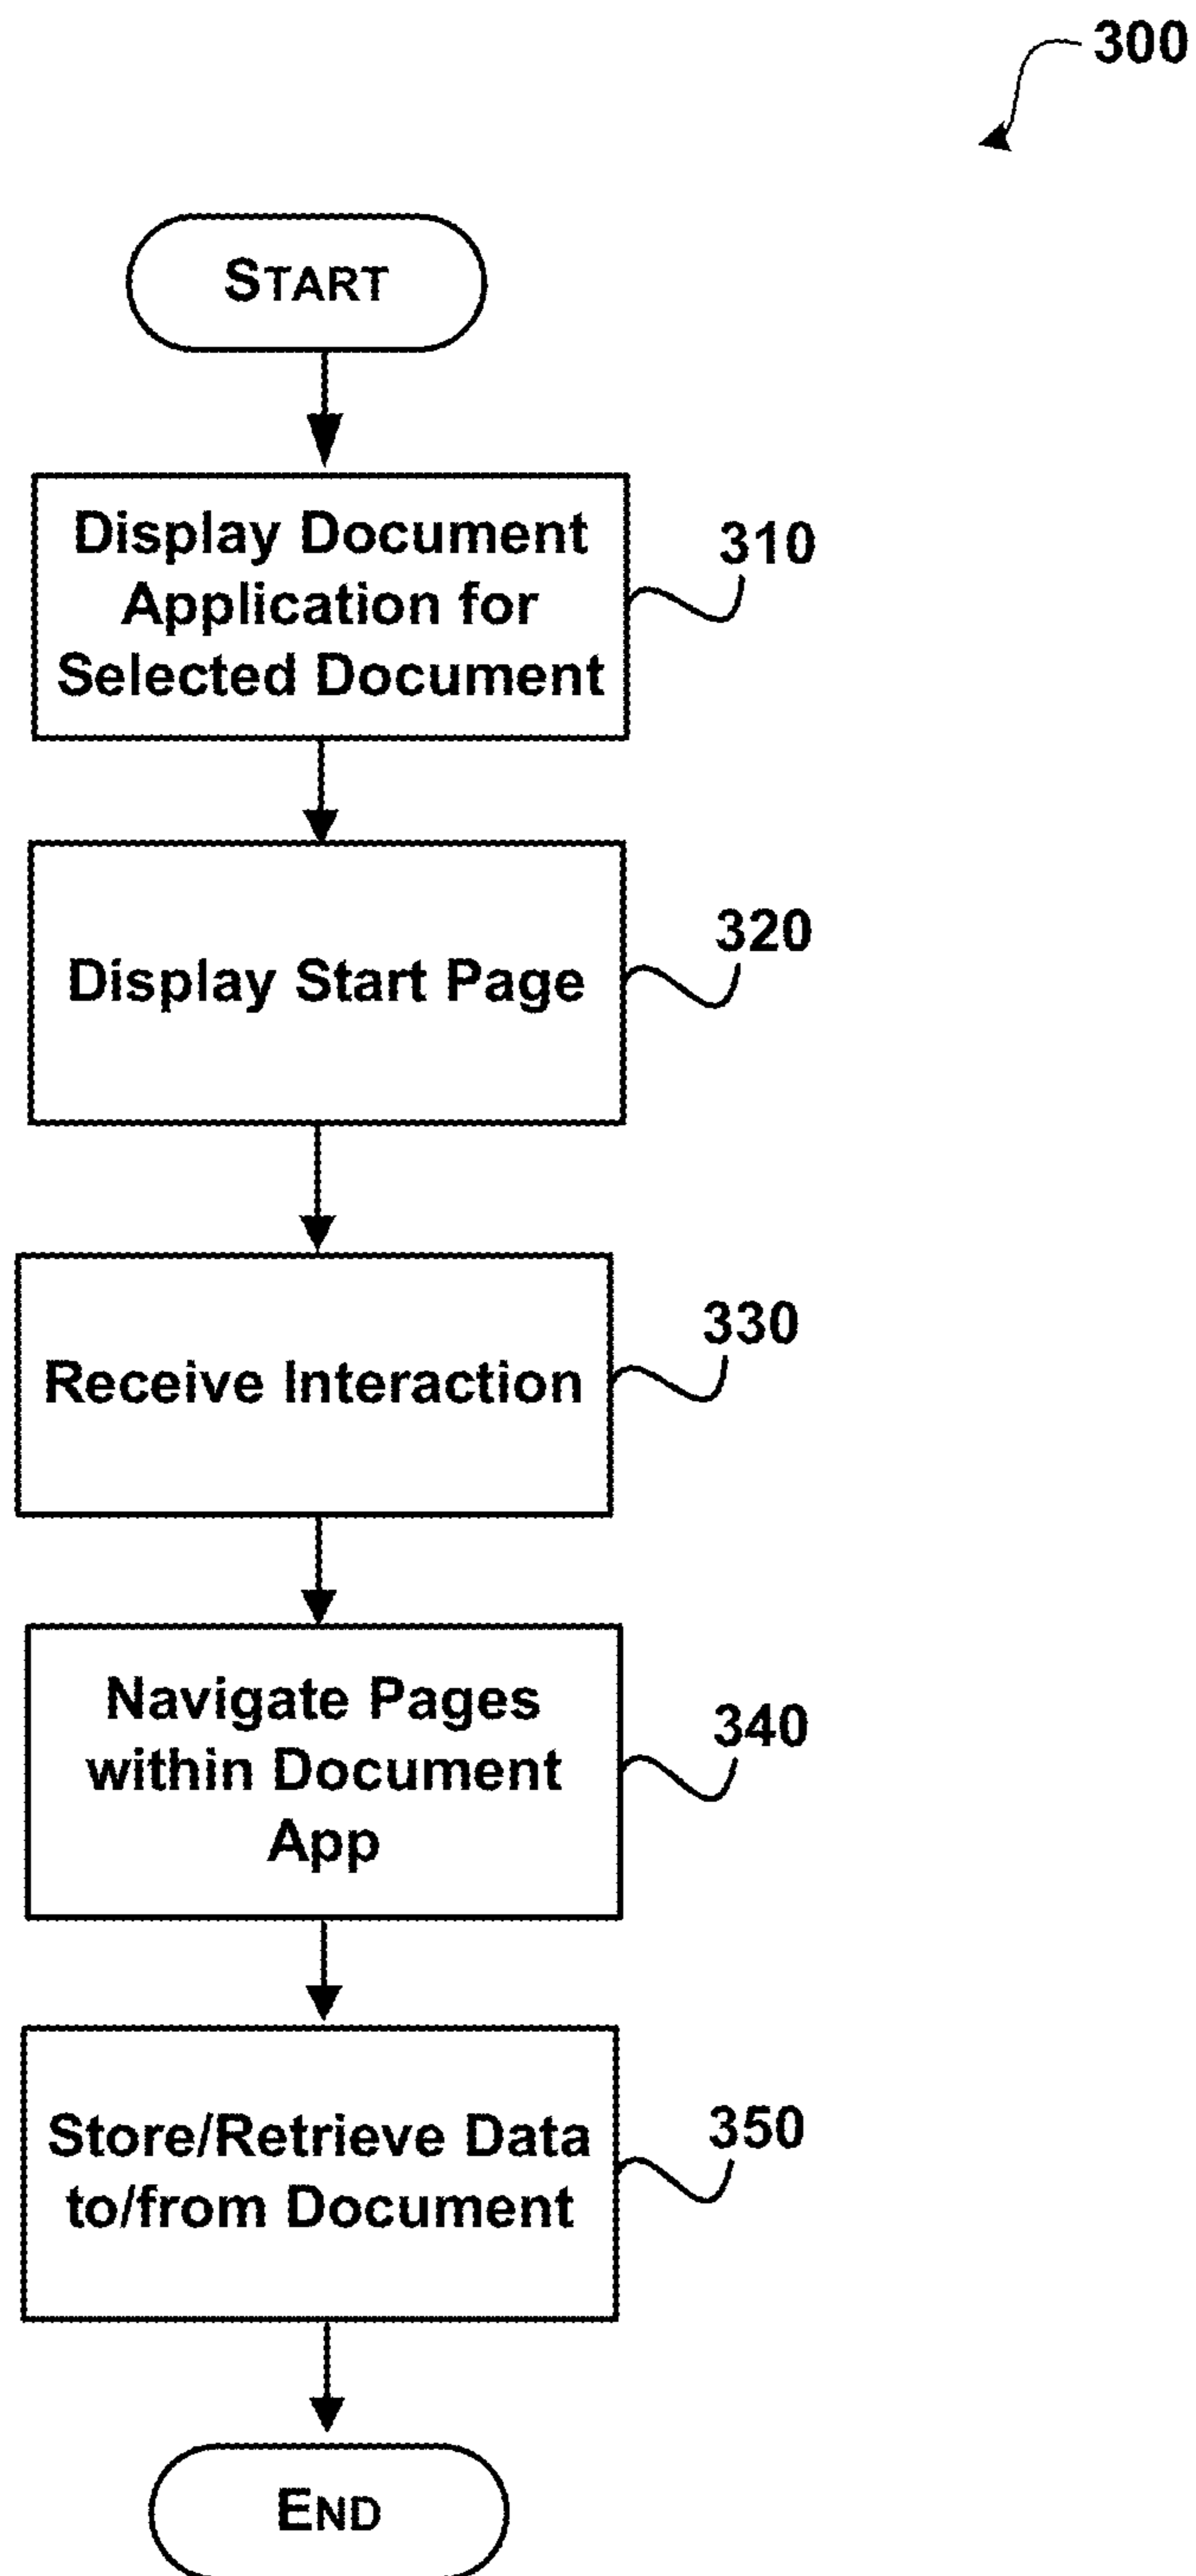 300
START
Display Document
Application for
Selected Document
310
Display Start Page
320
Receive Interaction
330
Navigate Pages
within Document
App
340
Store/Retrieve Data
to/from Document
350
END